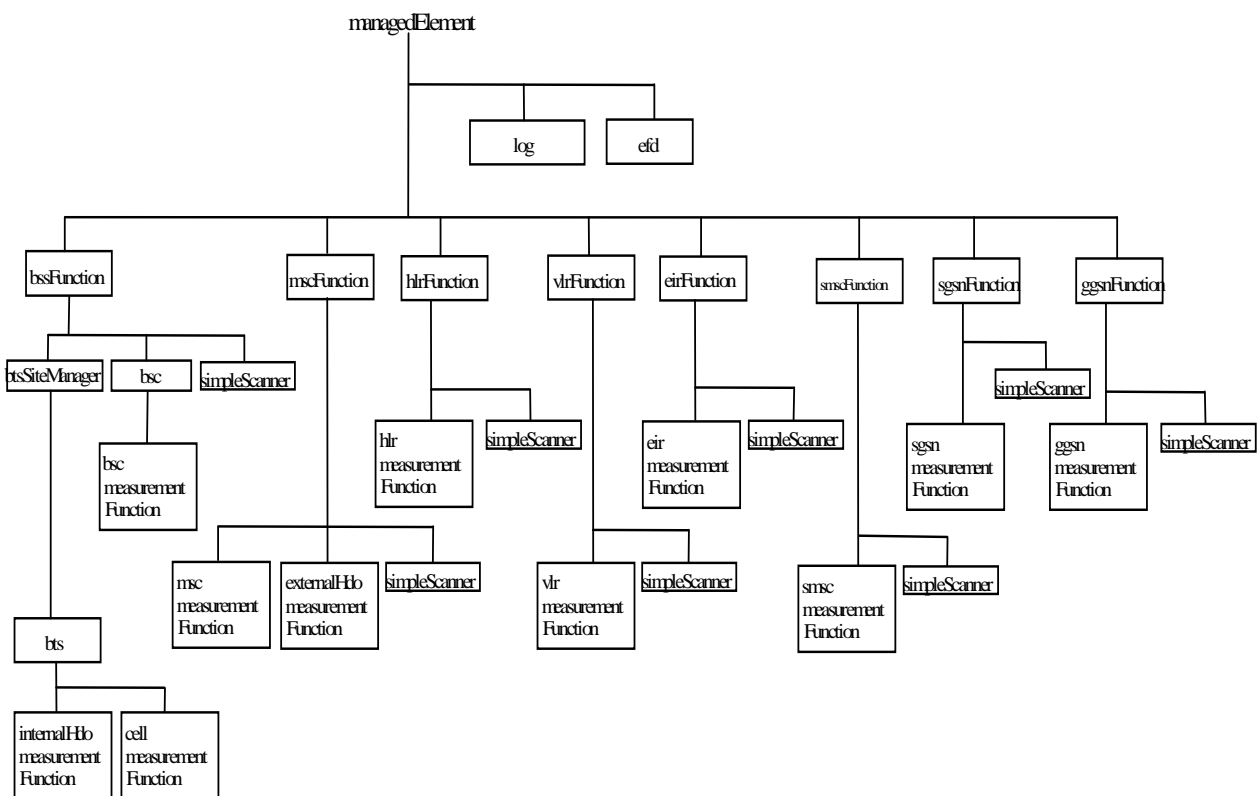 managedElement
log
efd
bssFunction
mscFunction
hlrFunction
vlrFunction
eirFunction
smscFunction
sgsnFunction
ggsnFunction
btsSiteManager
bsc
simpleScanner
simpleScanner
hlr
measurement
Function
simpleScanner
eir
measurement
Function
simpleScanner
sgsn
measurement
Function
ggsn
measurement
Function
simpleScanner
bsc
measurement
Function
msc
measurement
Function
externalHdo
measurement
Function
simpleScanner
vlr
measurement
Function
simpleScanner
smsc
measurement
Function
simpleScanner
bts
internalHdo
measurement
Function
cell
measurement
Function